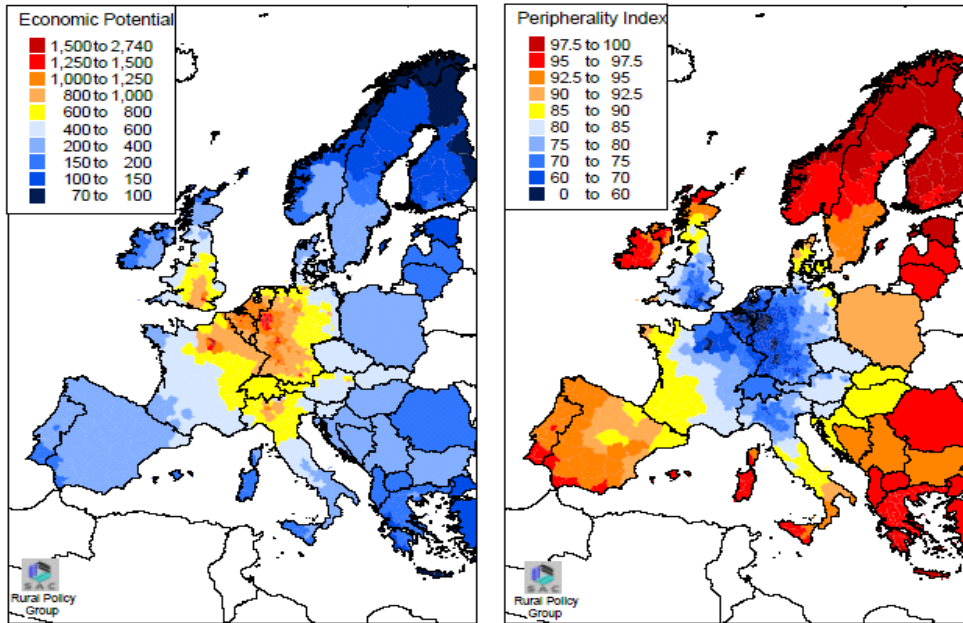 Economic Potential
1,500 to 2,740
1,250 to 1,500
1,000 to 1,250
800 to 1,000
600 to 800
400 to 600
200 to 400
150 to 200
100 to 150
70 to 100
SAC
Rural Policy
Group
Peripherality Index
97.5 to 100
95 to 97.5
92.5 to 95
90 to 92.5
85 to 90
80 to 85
75 to 80
70 to 75
60 to 70
0 to 60
SAC
Rural Policy
Group